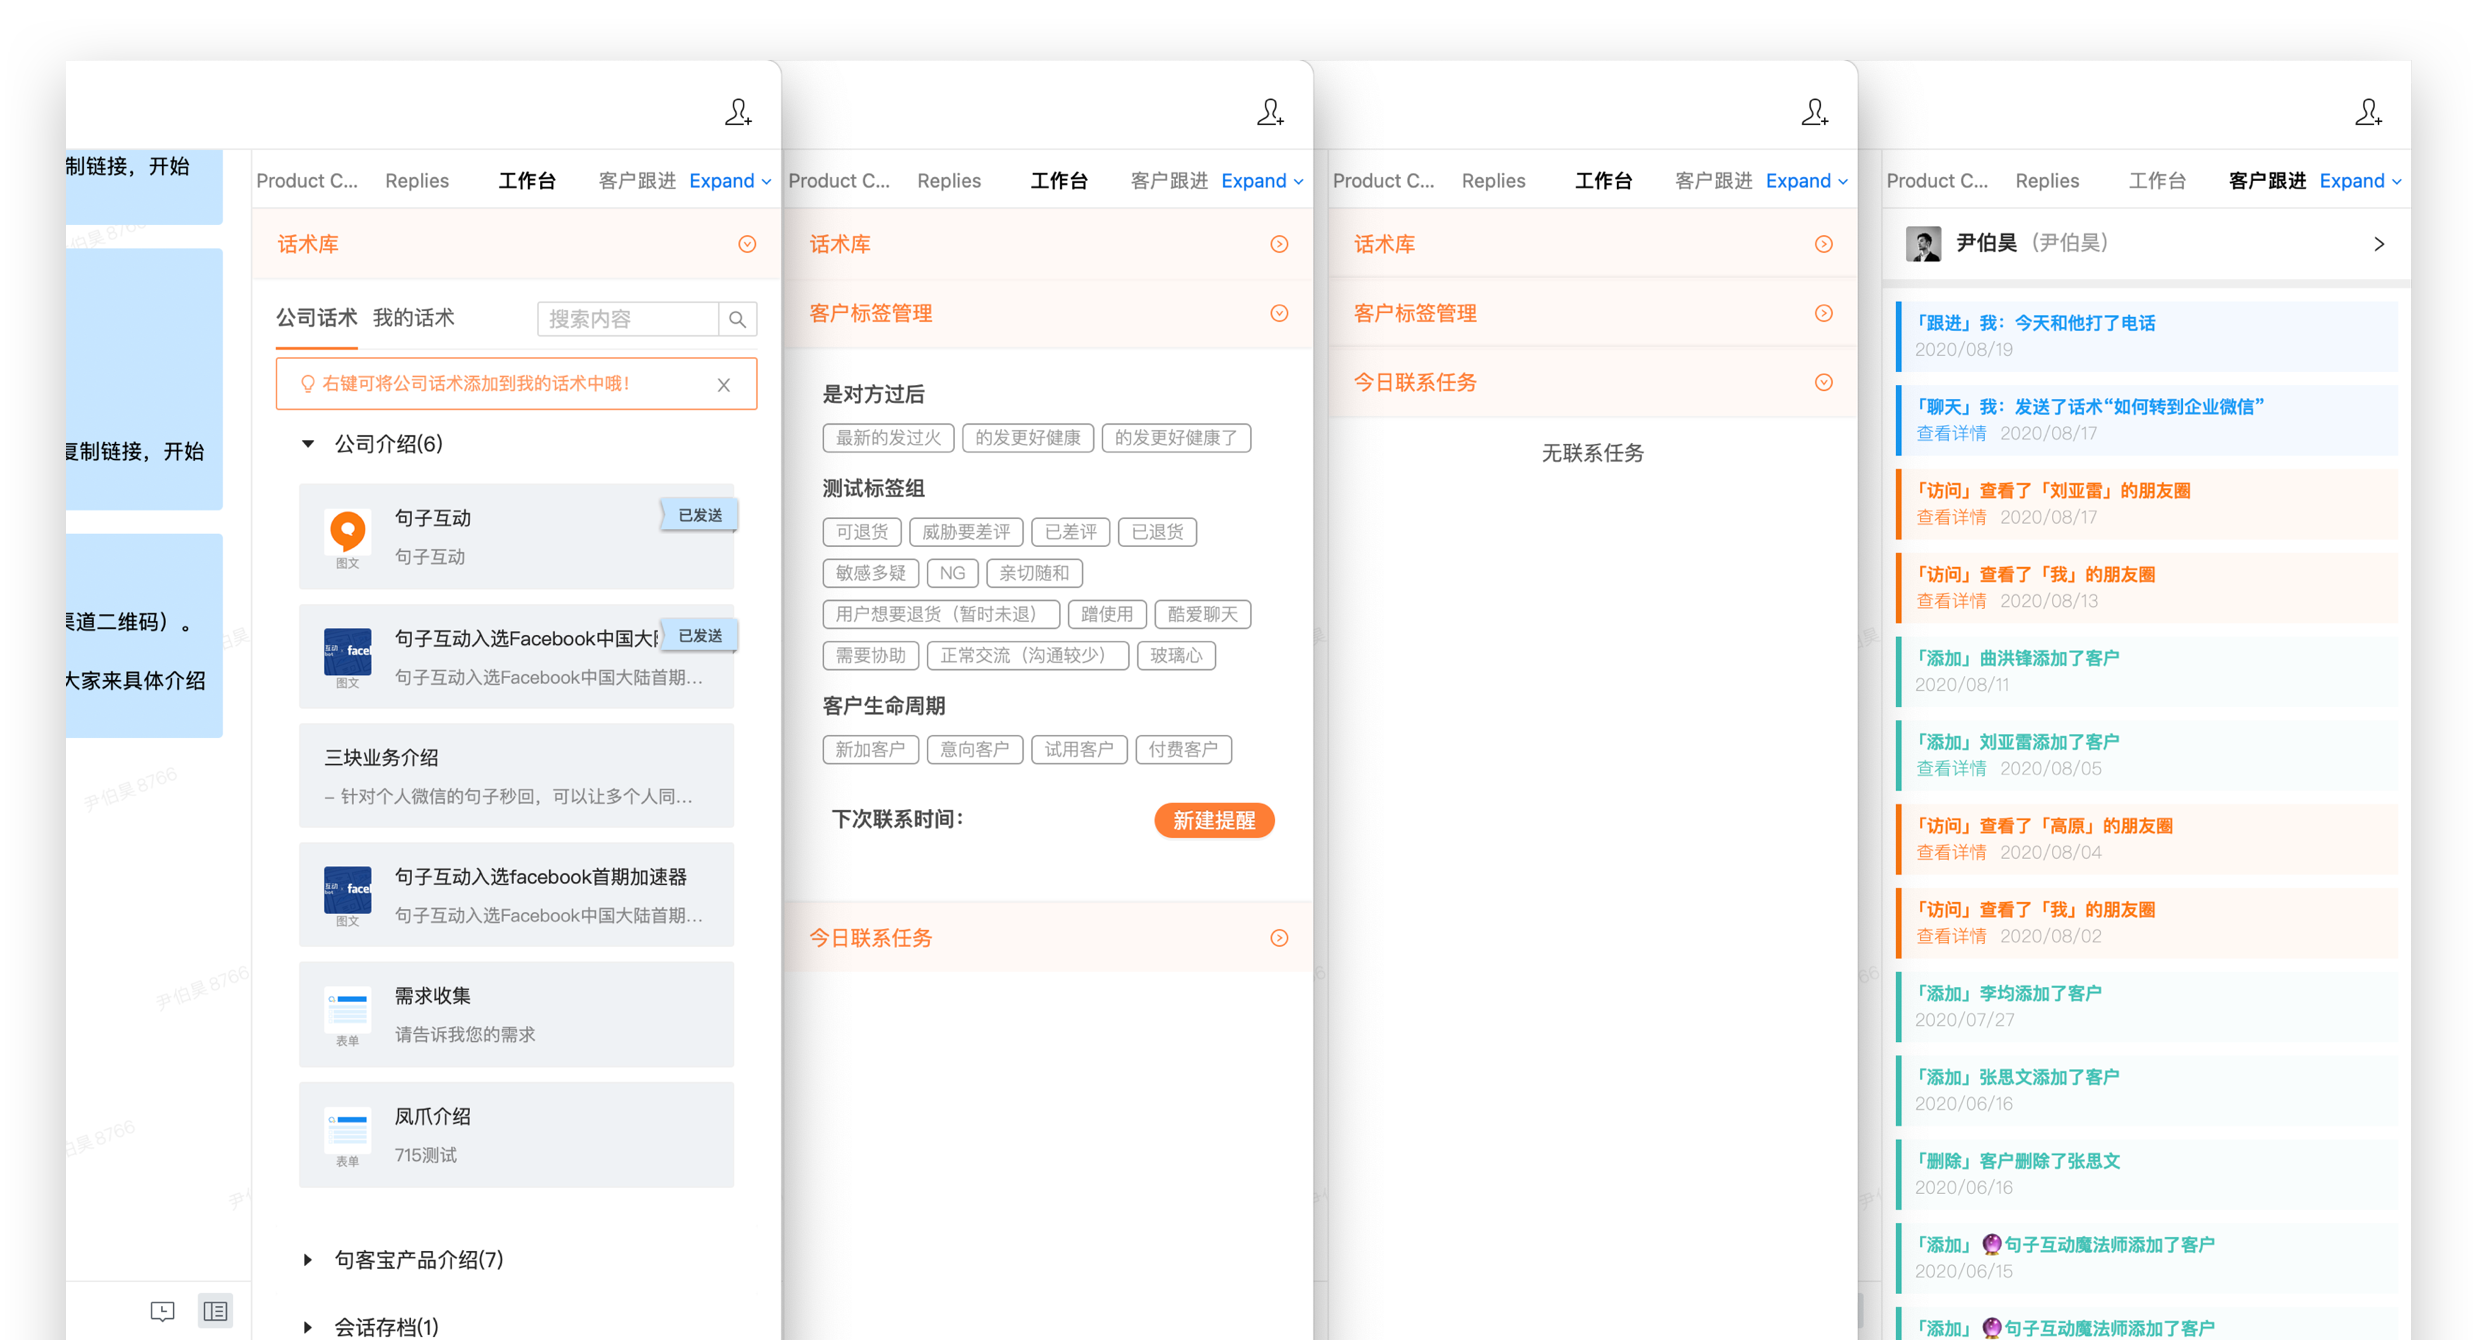 制链接，开始
复制链接，开始
渠道二维码）。
大家来具体介绍
尹伯昊 8766
尹伯昊 8766
Product C... Replies 工作台 客户跟进 Expand
话术库
公司话术 我的话术 搜索内容
右键可将公司话术添加到我的话术中哦！
公司介绍(6)
句子互动 已发送
图文 句子互动
句子互动入选Facebook中国大陆 已发送
图文 句子互动入选Facebook中国大陆首期...
三块业务介绍
– 针对个人微信的句子秒回，可以让多个人同...
句子互动入选facebook首期加速器
图文 句子互动入选Facebook中国大陆首期...
需求收集
表单 请告诉我您的需求
凤爪介绍
表单 715测试
句客宝产品介绍(7)
会话存档(1)
Product C... Replies 工作台 客户跟进 Expand
话术库
客户标签管理
是对方过后
最新的发过火 的发更好健康 的发更好健康了
测试标签组
可退货 威胁要差评 已差评 已退货
敏感多疑 NG 亲切随和
用户想要退货（暂时未退） 蹭使用 酷爱聊天
需要协助 正常交流（沟通较少） 玻璃心
客户生命周期
新加客户 意向客户 试用客户 付费客户
下次联系时间： 新建提醒
今日联系任务
Product C... Replies 工作台 客户跟进 Expand
话术库
客户标签管理
今日联系任务
无联系任务
Product C... Replies 工作台 客户跟进 Expand
尹伯昊（尹伯昊）
「跟进」我：今天和他打了电话
2020/08/19
「聊天」我：发送了话术“如何转到企业微信”
查看详情 2020/08/17
「访问」查看了「刘亚雷」的朋友圈
查看详情 2020/08/17
「访问」查看了「我」的朋友圈
查看详情 2020/08/13
「添加」曲洪锋添加了客户
2020/08/11
「添加」刘亚雷添加了客户
查看详情 2020/08/05
「访问」查看了「高原」的朋友圈
查看详情 2020/08/04
「访问」查看了「我」的朋友圈
查看详情 2020/08/02
「添加」李均添加了客户
2020/07/27
「添加」张思文添加了客户
2020/06/16
「删除」客户删除了张思文
2020/06/16
「添加」🔮句子互动魔法师添加了客户
2020/06/15
「添加」🔮句子互动魔法师添加了客户